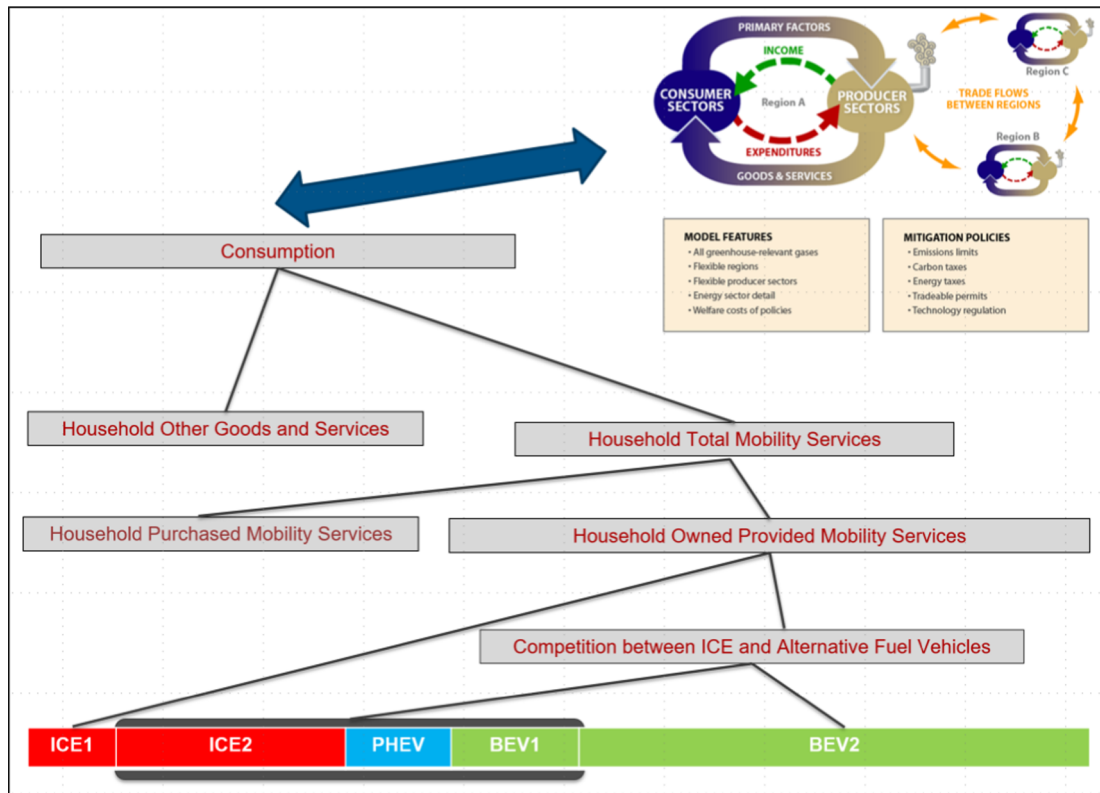 PRIMARY FACTORS
INCOME
CONSUMER
SECTORS
Region A
PRODUCER
SECTORS
EXPENDITURES
GOODS & SERVICES
Region C
TRADE FLOWS
BETWEEN REGIONS
Region B
MODEL FEATURES
• All greenhouse-relevant gases
• Flexible regions
• Flexible producer sectors
• Energy sector detail
• Welfare costs of policies
MITIGATION POLICIES
• Emissions limits
• Carbon taxes
• Energy taxes
• Tradeable permits
• Technology regulation
Consumption
Household Other Goods and Services
Household Total Mobility Services
Household Purchased Mobility Services
Household Owned Provided Mobility Services
Competition between ICE and Alternative Fuel Vehicles
ICE1
ICE2
PHEV
BEV1
BEV2